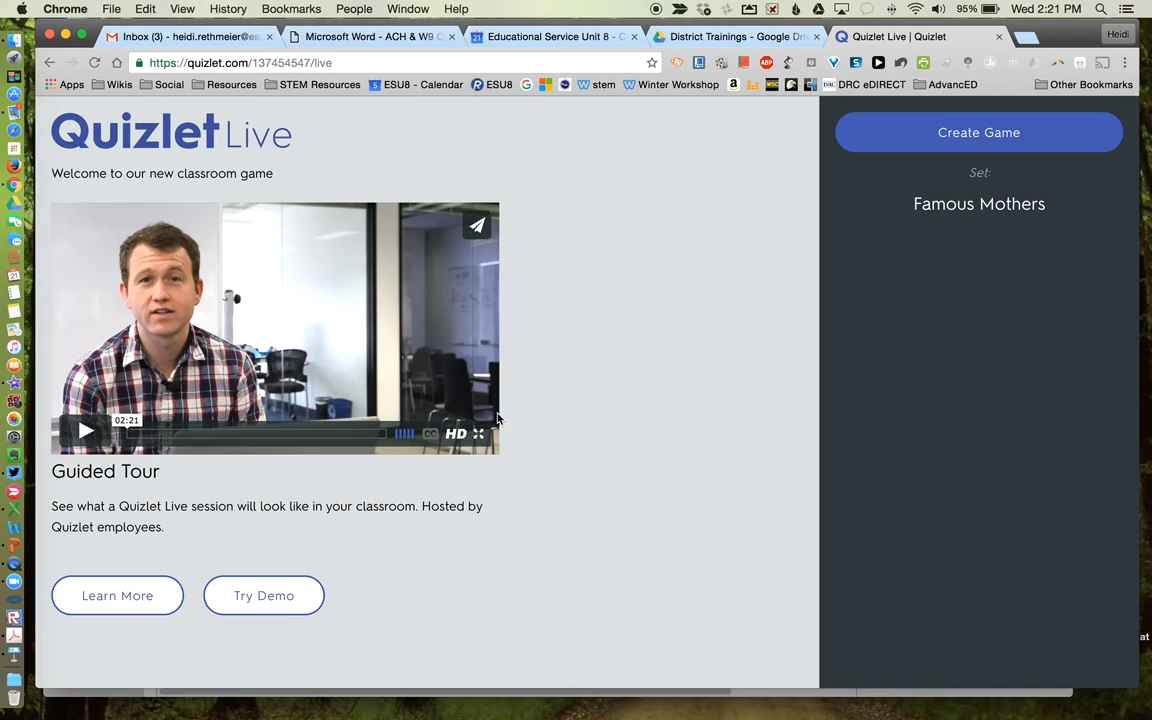 Chrome File Edit View History Bookmarks People Window Help 95% Wed 2:21 PM
Inbox (3) - heidi.rethmeier@es
Microsoft Word - ACH & W9
Educational Service Unit 8 - C
District Trainings - Google Dri
Quizlet Live | Quizlet
Heidi
https://quizlet.com/137454547/live
Apps Wikis Social Resources STEM Resources ESU8 - Calendar ESU8 stem Winter Workshop DRC eDIRECT AdvancED Other Bookmarks
Quizlet Live
Welcome to our new classroom game
02:21
CC HD
Guided Tour
See what a Quizlet Live session will look like in your classroom. Hosted by
Quizlet employees.
Learn More
Try Demo
Create Game
Set:
Famous Mothers
at